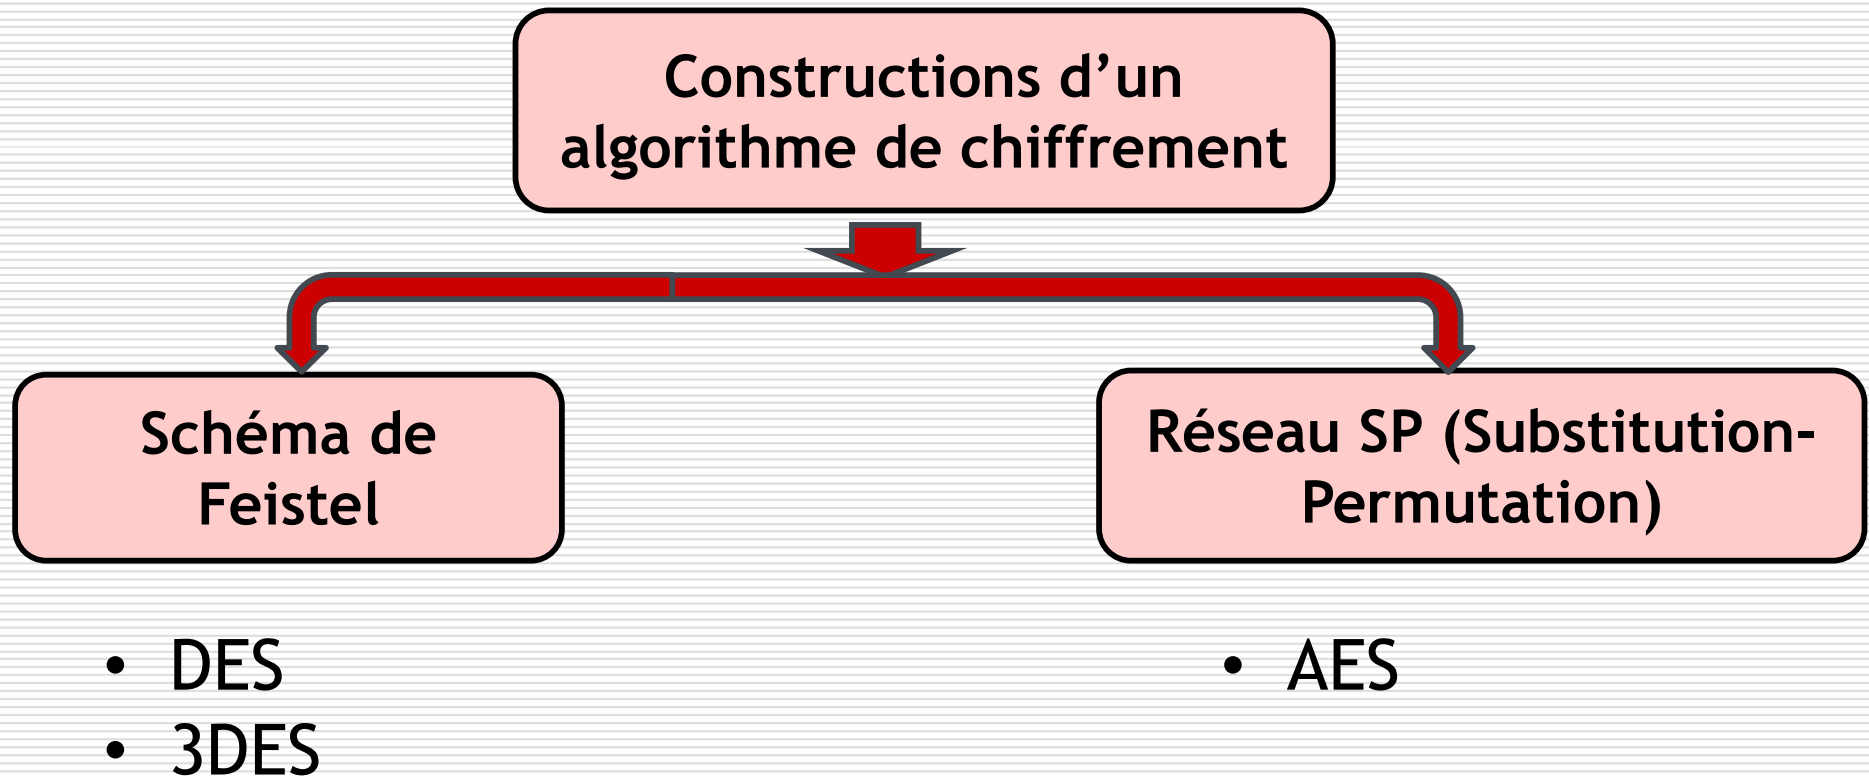 Constructions d’un
algorithme de chiffrement
Schéma de
Feistel
Réseau SP (Substitution-
Permutation)
• DES
• 3DES
• AES